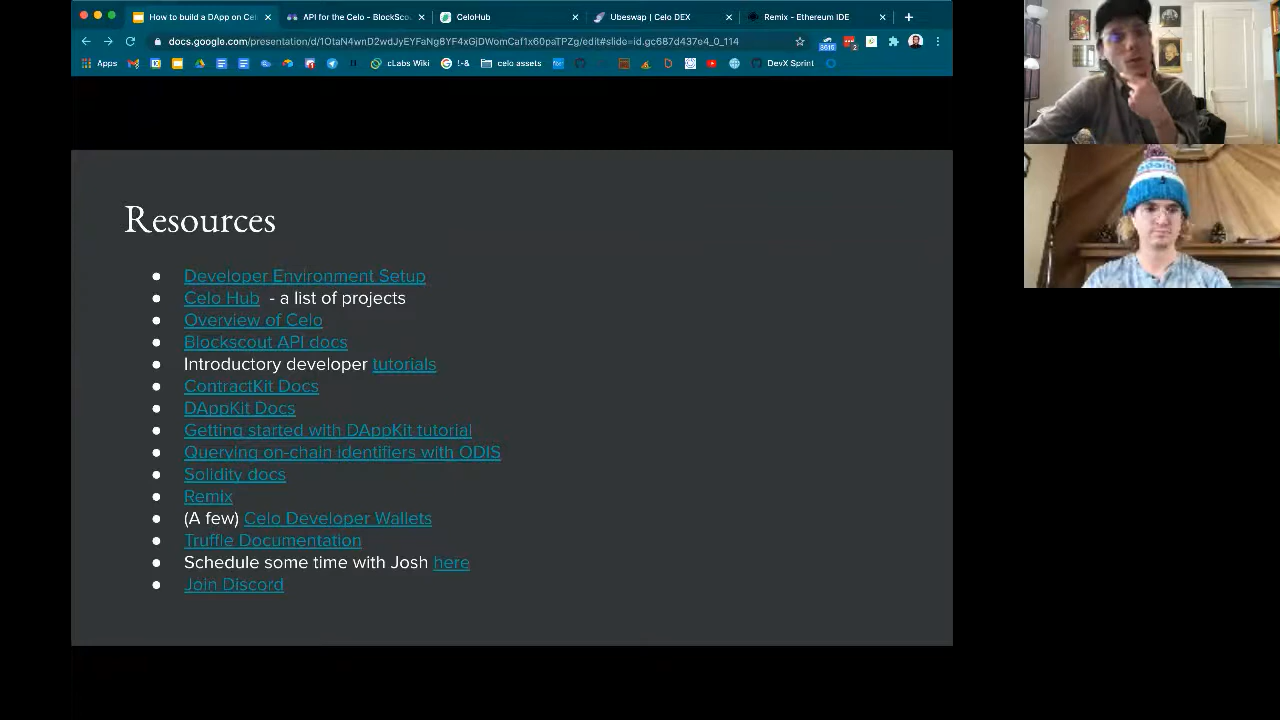 How to build a DApp on Cel
API for the Celo - BlockSco
CeloHub
Ubeswap | Celo DEX
Remix - Ethereum IDE
docs.google.com/presentation/d/1OtaN4wnD2wdJyEYFaNg8YF4xGjDWomCaf1x60paTPZg/edit#slide=id.gc687d437e4_0_114
Apps
cLabs Wiki
!-&
celo assets
DevX Sprint
Resources
Developer Environment Setup
Celo Hub - a list of projects
Overview of Celo
Blockscout API docs
Introductory developer tutorials
ContractKit Docs
DAppKit Docs
Getting started with DAppKit tutorial
Querying on-chain identifiers with ODIS
Solidity docs
Remix
(A few) Celo Developer Wallets
Truffle Documentation
Schedule some time with Josh here
Join Discord